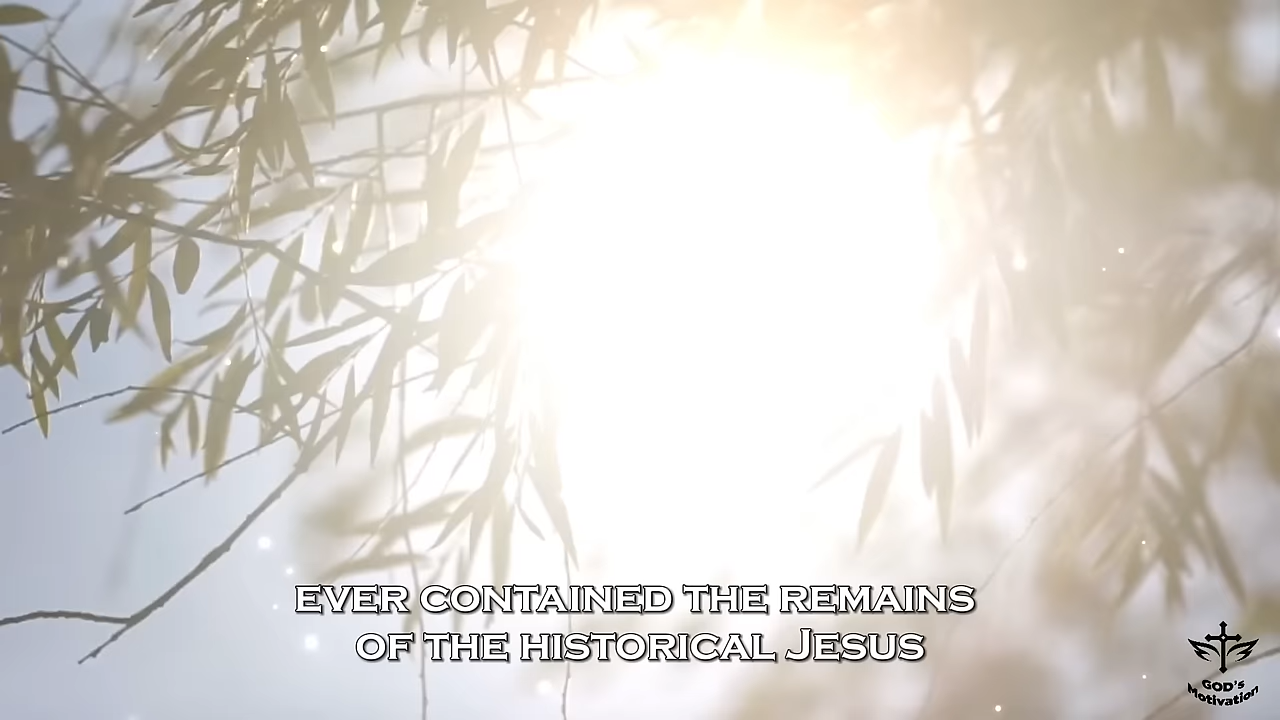 EVER CONTAINED THE REMAINS
OF THE HISTORICAL JESUS
GOD's
Motivation